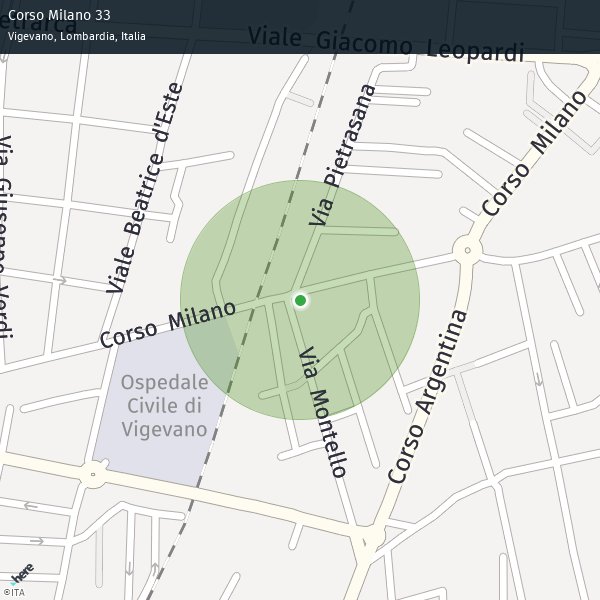 Corso Milano 33
Vigevano, Lombardia, Italia
Viale Giacomo Leopardi
Viale Beatrice d'Este
Via Pietrasana
Corso Milano
Via Giuseppe Verdi
Corso Milano
Ospedale
Civile di
Vigevano
Via Montello
Corso Argentina
here
©ITA